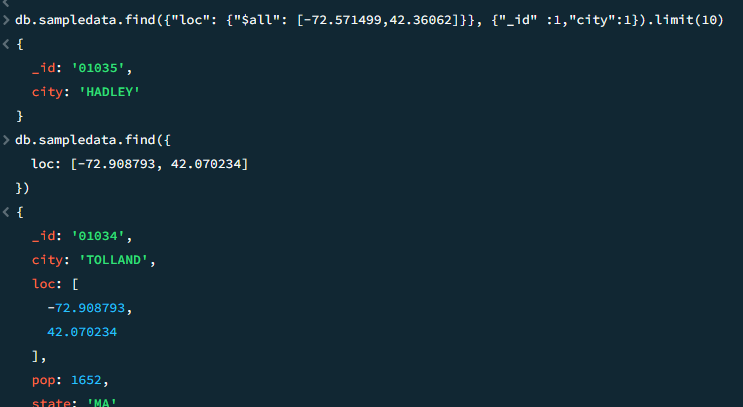 > db.sampledata.find({"loc": {"$all": [-72.571499,42.36062]}}, {"_id" :1,"city":1}).limit(10)
< {
_id: '01035',
city: 'HADLEY'
}
> db.sampledata.find({
loc: [-72.908793, 42.070234]
})
< {
_id: '01034',
city: 'TOLLAND',
loc: [
-72.908793,
42.070234
],
pop: 1652,
state: 'MA'